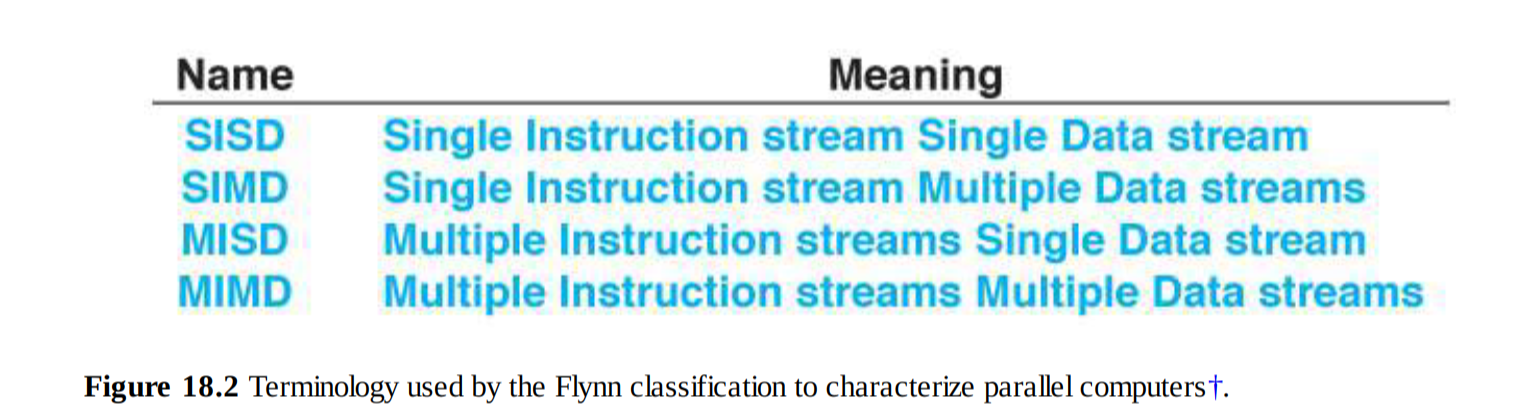 Name Meaning
SISD Single Instruction stream Single Data stream
SIMD Single Instruction stream Multiple Data streams
MISD Multiple Instruction streams Single Data stream
MIMD Multiple Instruction streams Multiple Data streams
Figure 18.2 Terminology used by the Flynn classification to characterize parallel computers†.